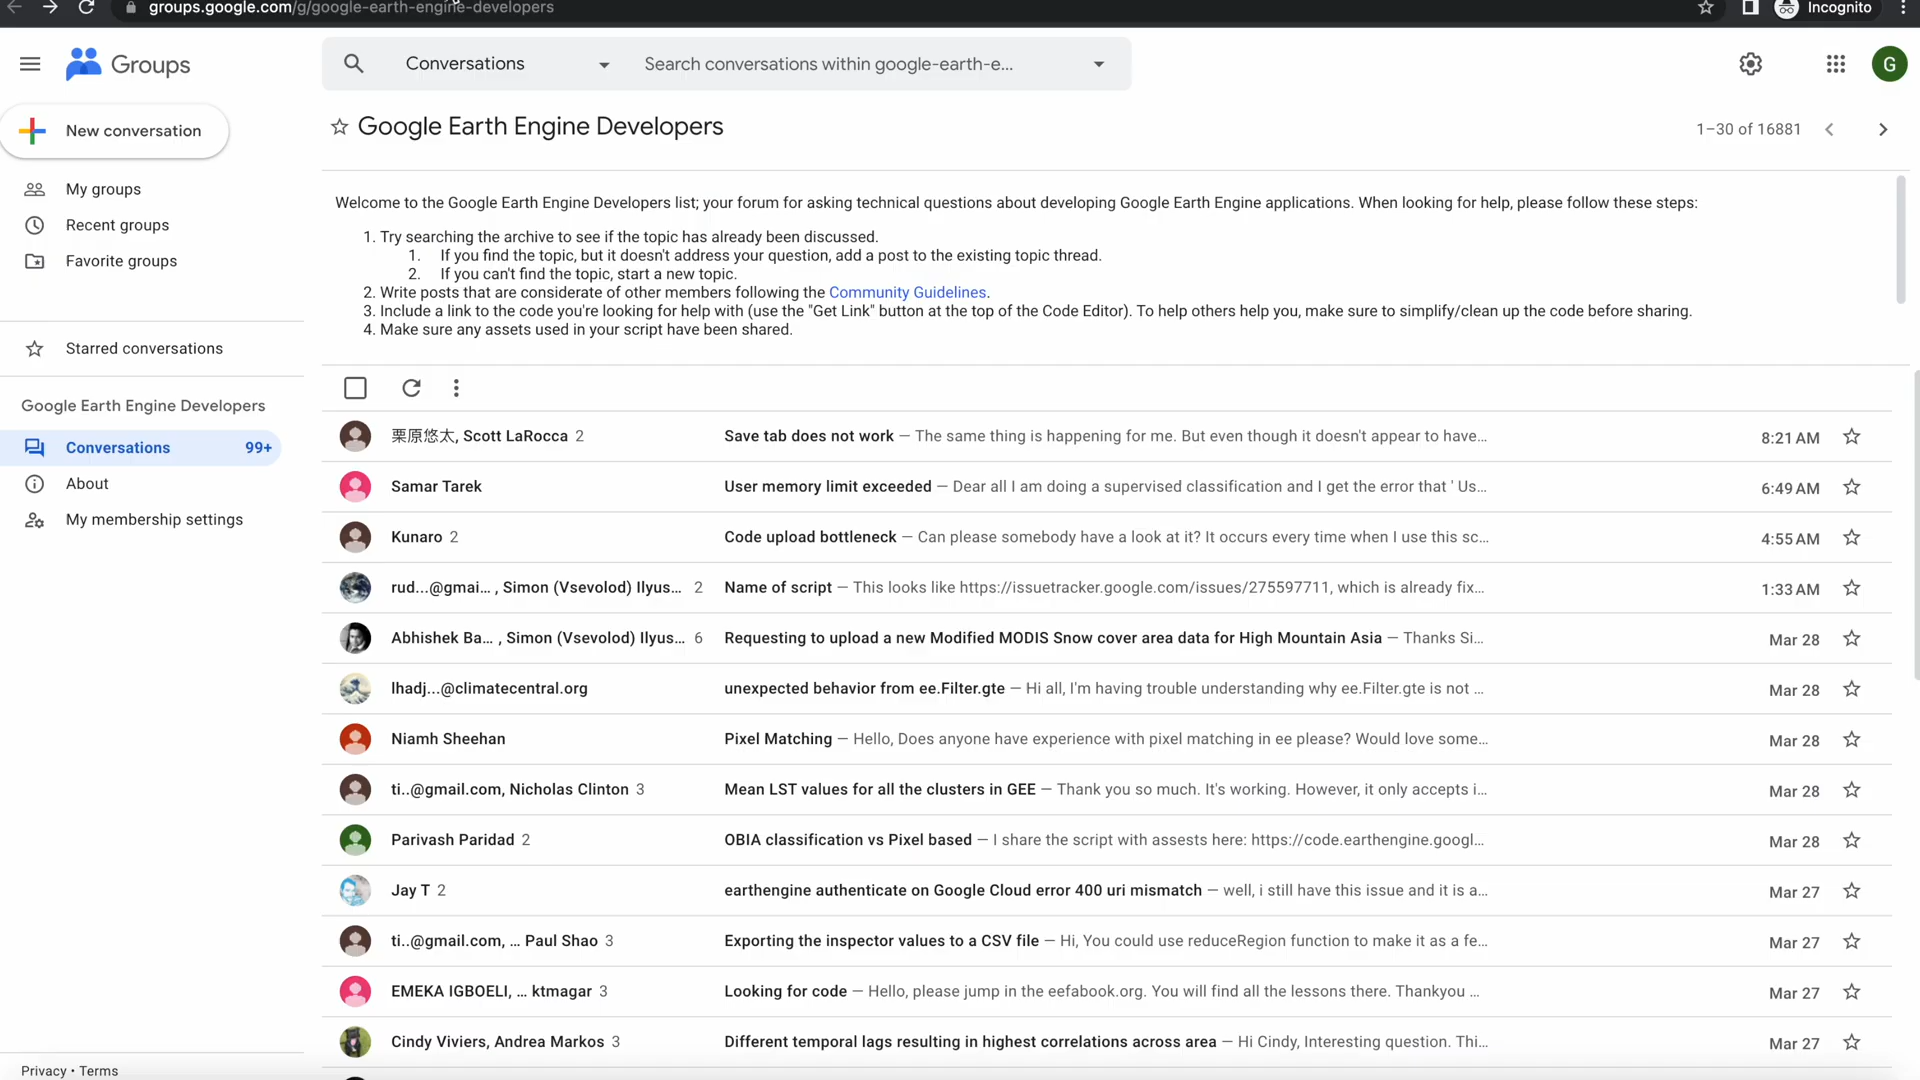 groups.google.com/g/google-earth-engine-developers
Incognito
Groups
Conversations
Search conversations within google-earth-e...
G
New conversation
Google Earth Engine Developers
1–30 of 16881
My groups
Recent groups
Favorite groups
Starred conversations
Google Earth Engine Developers
Conversations 99+
About
My membership settings
Privacy • Terms
Welcome to the Google Earth Engine Developers list; your forum for asking technical questions about developing Google Earth Engine applications. When looking for help, please follow these steps:
1. Try searching the archive to see if the topic has already been discussed.
1. If you find the topic, but it doesn't address your question, add a post to the existing topic thread.
2. If you can't find the topic, start a new topic.
2. Write posts that are considerate of other members following the Community Guidelines.
3. Include a link to the code you're looking for help with (use the "Get Link" button at the top of the Code Editor). To help others help you, make sure to simplify/clean up the code before sharing.
4. Make sure any assets used in your script have been shared.
栗原悠太, Scott LaRocca 2 Save tab does not work — The same thing is happening for me. But even though it doesn't appear to have... 8:21 AM
Samar Tarek User memory limit exceeded — Dear all I am doing a supervised classification and I get the error that ' Us... 6:49 AM
Kunaro 2 Code upload bottleneck — Can please somebody have a look at it? It occurs every time when I use this sc... 4:55 AM
rud...@gmai... , Simon (Vsevolod) Ilyus... 2 Name of script — This looks like https://issuetracker.google.com/issues/275597711, which is already fix... 1:33 AM
Abhishek Ba... , Simon (Vsevolod) Ilyus... 6 Requesting to upload a new Modified MODIS Snow cover area data for High Mountain Asia — Thanks Si... Mar 28
lhadj...@climatecentral.org unexpected behavior from ee.Filter.gte — Hi all, I'm having trouble understanding why ee.Filter.gte is not ... Mar 28
Niamh Sheehan Pixel Matching — Hello, Does anyone have experience with pixel matching in ee please? Would love some... Mar 28
ti..@gmail.com, Nicholas Clinton 3 Mean LST values for all the clusters in GEE — Thank you so much. It's working. However, it only accepts i... Mar 28
Parivash Paridad 2 OBIA classification vs Pixel based — I share the script with assests here: https://code.earthengine.googl... Mar 28
Jay T 2 earthengine authenticate on Google Cloud error 400 uri mismatch — well, i still have this issue and it is a... Mar 27
ti..@gmail.com, ... Paul Shao 3 Exporting the inspector values to a CSV file — Hi, You could use reduceRegion function to make it as a fe... Mar 27
EMEKA IGBOELI, ... ktmagar 3 Looking for code — Hello, please jump in the eefabook.org. You will find all the lessons there. Thankyou ... Mar 27
Cindy Viviers, Andrea Markos 3 Different temporal lags resulting in highest correlations across area — Hi Cindy, Interesting question. Thi... Mar 27